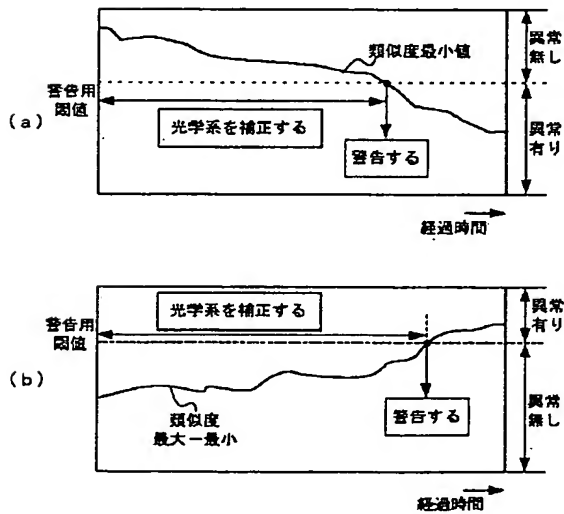 (a)
警告用
閾値
類似度最小値
光学系を補正する
警告する
異常
無し
異常
有り
経過時間
(b)
警告用
閾値
光学系を補正する
類似度
最大ー最小
警告する
異常
有り
異常
無し
経過時間